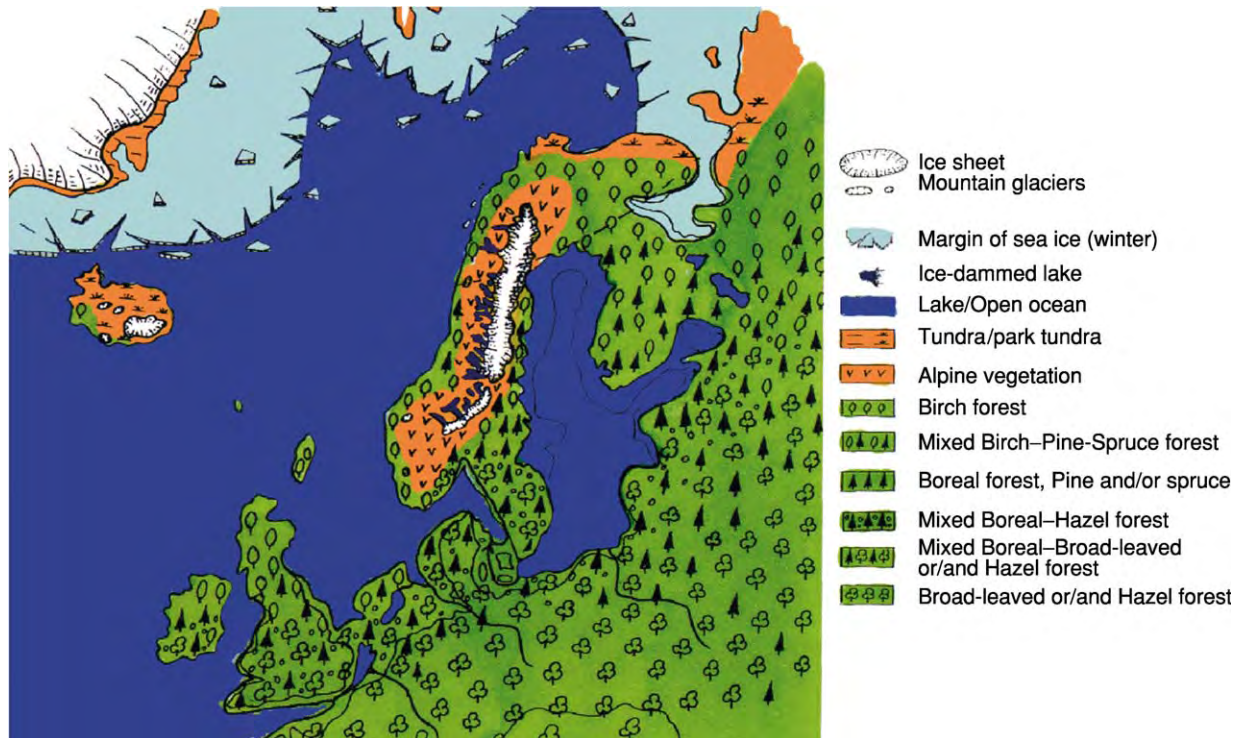 Ice sheet
Mountain glaciers
Margin of sea ice (winter)
Ice-dammed lake
Lake/Open ocean
Tundra/park tundra
Alpine vegetation
Birch forest
Mixed Birch–Pine-Spruce forest
Boreal forest, Pine and/or spruce
Mixed Boreal–Hazel forest
Mixed Boreal–Broad-leaved
or/and Hazel forest
Broad-leaved or/and Hazel forest